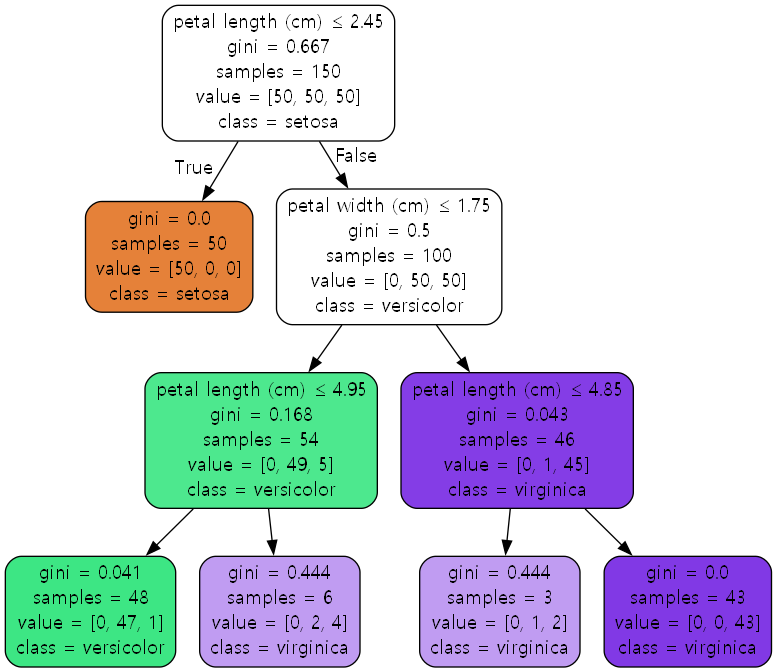 petal length (cm) ≤ 2.45
gini = 0.667
samples = 150
value = [50, 50, 50]
class = setosa
True
False
gini = 0.0
samples = 50
value = [50, 0, 0]
class = setosa
petal width (cm) ≤ 1.75
gini = 0.5
samples = 100
value = [0, 50, 50]
class = versicolor
petal length (cm) ≤ 4.95
gini = 0.168
samples = 54
value = [0, 49, 5]
class = versicolor
petal length (cm) ≤ 4.85
gini = 0.043
samples = 46
value = [0, 1, 45]
class = virginica
gini = 0.041
samples = 48
value = [0, 47, 1]
class = versicolor
gini = 0.444
samples = 6
value = [0, 2, 4]
class = virginica
gini = 0.444
samples = 3
value = [0, 1, 2]
class = virginica
gini = 0.0
samples = 43
value = [0, 0, 43]
class = virginica